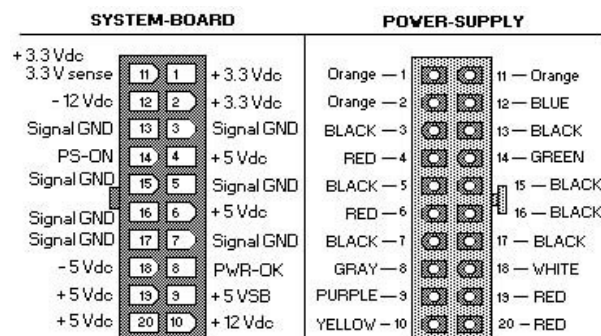 SYSTEM-BOARD POWER-SUPPLY
+ 3.3 Vdc
3.3 V sense 11 1 + 3.3 Vdc Orange — 1 11 — Orange
- 12 Vdc 12 2 + 3.3 Vdc Orange — 2 12 — BLUE
Signal GND 13 3 Signal GND BLACK — 3 13 — BLACK
PS-ON 14 4 + 5 Vdc RED — 4 14 — GREEN
Signal GND 15 5 Signal GND BLACK — 5 15 — BLACK
Signal GND 16 6 + 5 Vdc RED — 6 16 — BLACK
Signal GND 17 7 Signal GND BLACK — 7 17 — BLACK
- 5 Vdc 18 8 PWR-OK GRAY — 8 18 — WHITE
+ 5 Vdc 19 9 + 5 VSB PURPLE — 9 19 — RED
+ 5 Vdc 20 10 + 12 Vdc YELLOW — 10 20 — RED